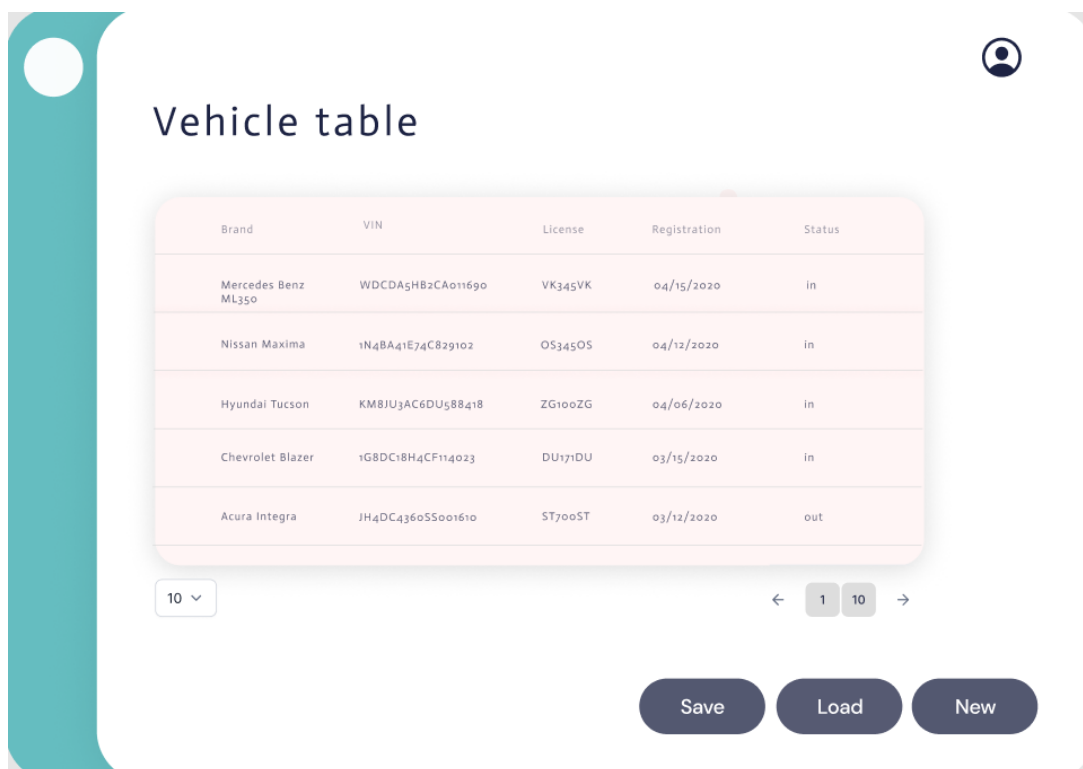 Vehicle table
Brand VIN License Registration Status
Mercedes Benz WDCDA5HB2CA011690 VK345VK 04/15/2020 in
ML350
Nissan Maxima 1N4BA41E74C829102 OS345OS 04/12/2020 in
Hyundai Tucson KM8JU3AC6DU588418 ZG100ZG 04/06/2020 in
Chevrolet Blazer 1G8DC18H4CF114023 DU171DU 03/15/2020 in
Acura Integra JH4DC4360SS001610 ST700ST 03/12/2020 out
10 1 10
Save Load New